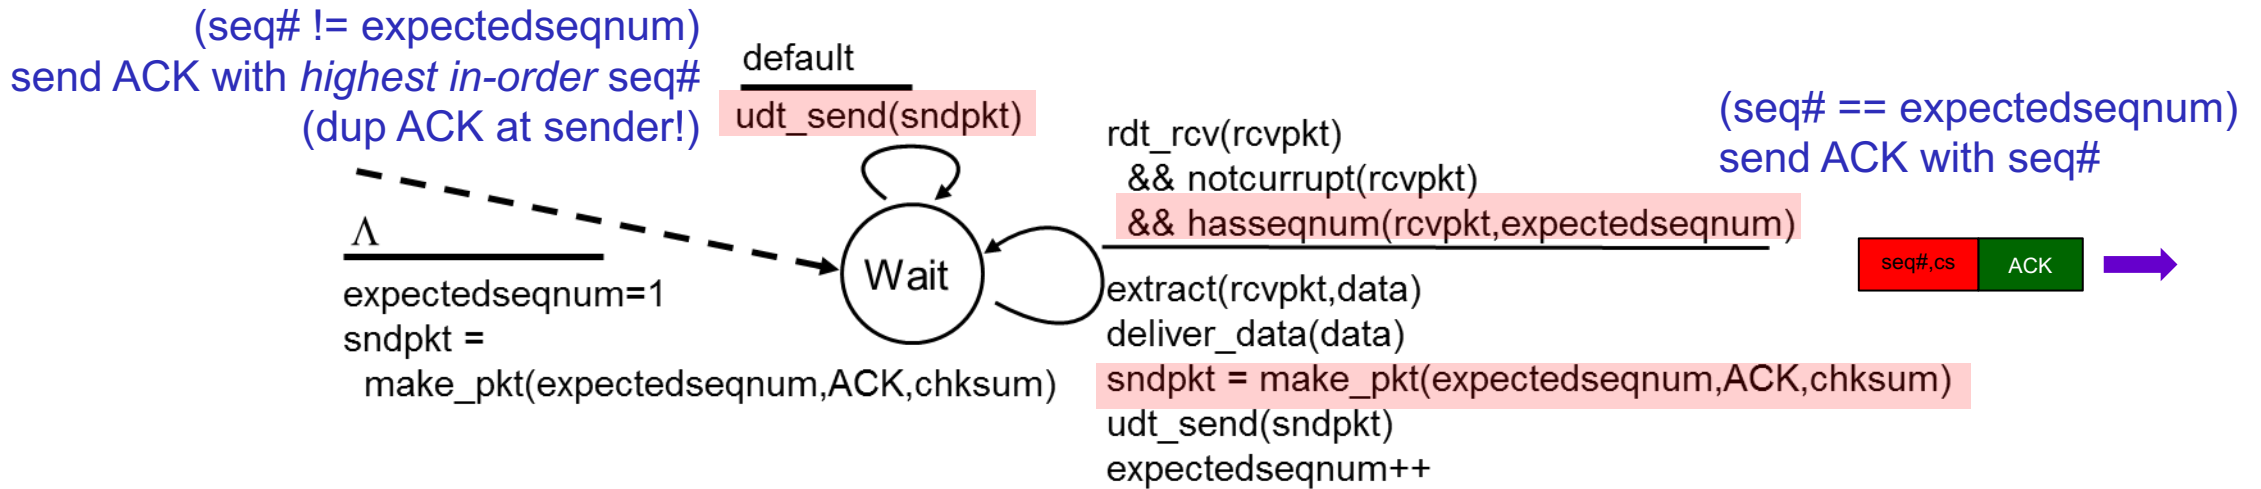 (seq# != expectedseqnum)
send ACK with highest in-order seq#
(dup ACK at sender!)
default
udt_send(sndpkt)
Λ
expectedseqnum=1
sndpkt =
make_pkt(expectedseqnum,ACK,chksum)
Wait
rdt_rcv(rcvpkt)
&& notcurrupt(rcvpkt)
&& hasseqnum(rcvpkt,expectedseqnum)
extract(rcvpkt,data)
deliver_data(data)
sndpkt = make_pkt(expectedseqnum,ACK,chksum)
udt_send(sndpkt)
expectedseqnum++
(seq# == expectedseqnum)
send ACK with seq#
seq#,cs
ACK